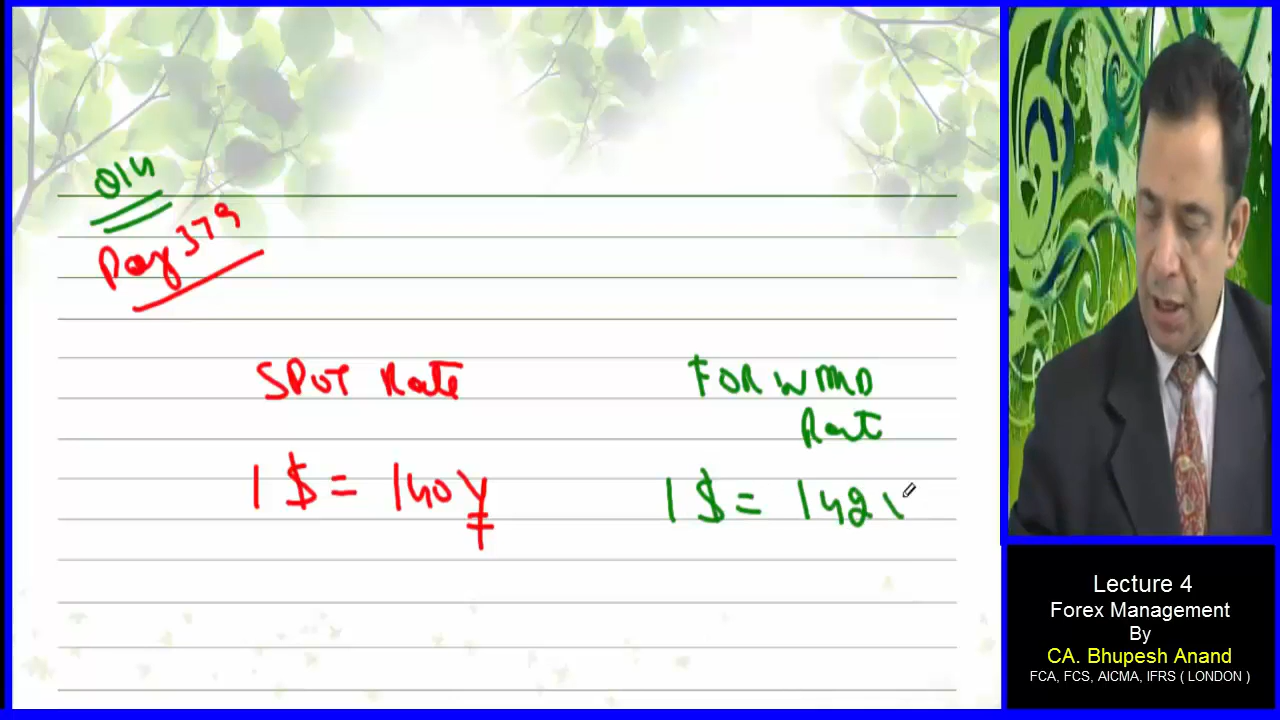 Q14
Pag 379
SPOT Rate
FORWARD
Rat
1 $ = 140 ¥
1 $ = 142
Lecture 4
Forex Management
By
CA. Bhupesh Anand
FCA, FCS, AICMA, IFRS ( LONDON )